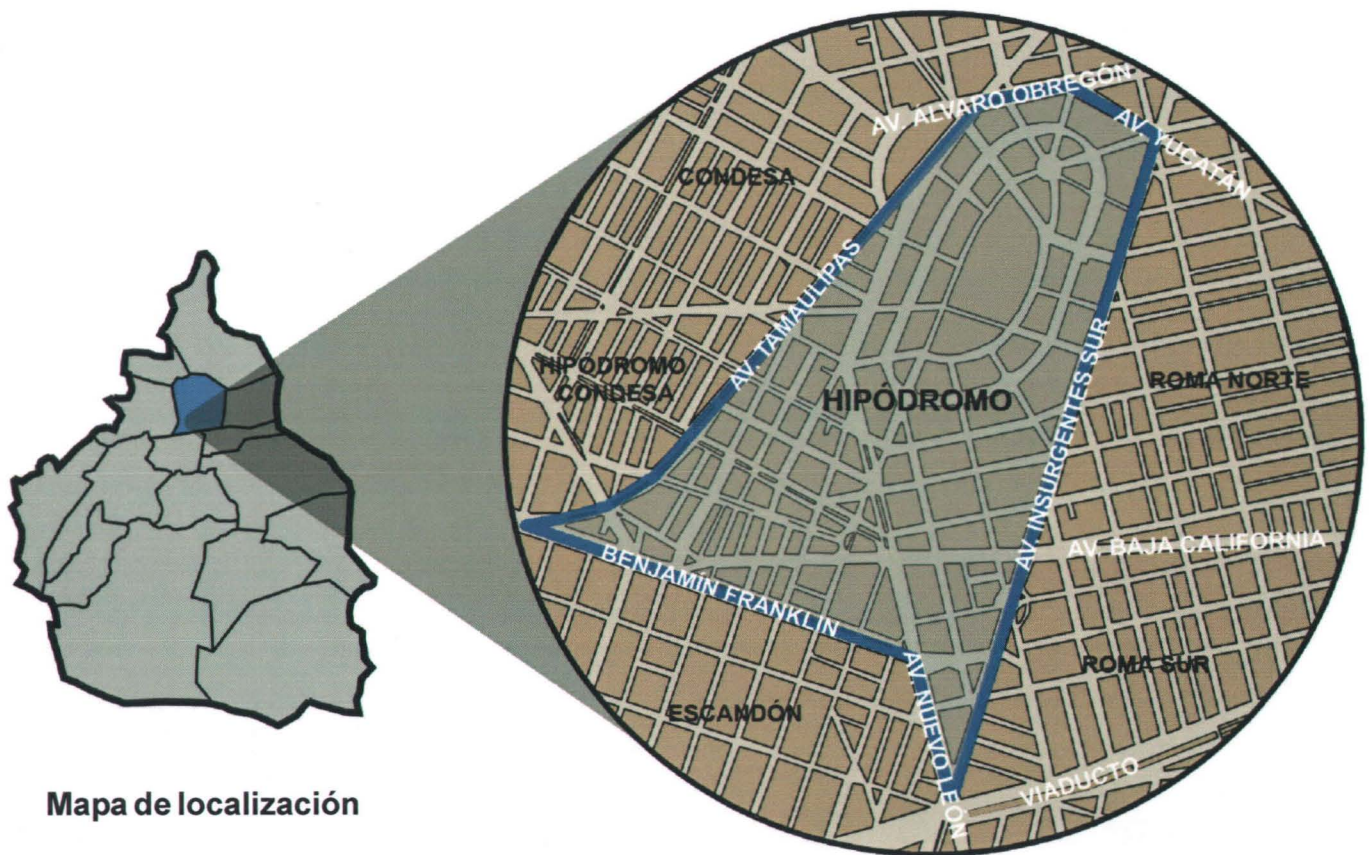 AV. ÁLVARO OBREGÓN
AV. YUCATÁN
CONDESA
AV. TAMAULIPAS
HIPÓDROMO
CONDESA
HIPÓDROMO
AV. INSURGENTES SUR
ROMA NORTE
BENJAMÍN FRANKLIN
AV. BAJA CALIFORNIA
AV. NUEVO LEÓN
ROMA SUR
ESCANDÓN
VIADUCTO
Mapa de localización